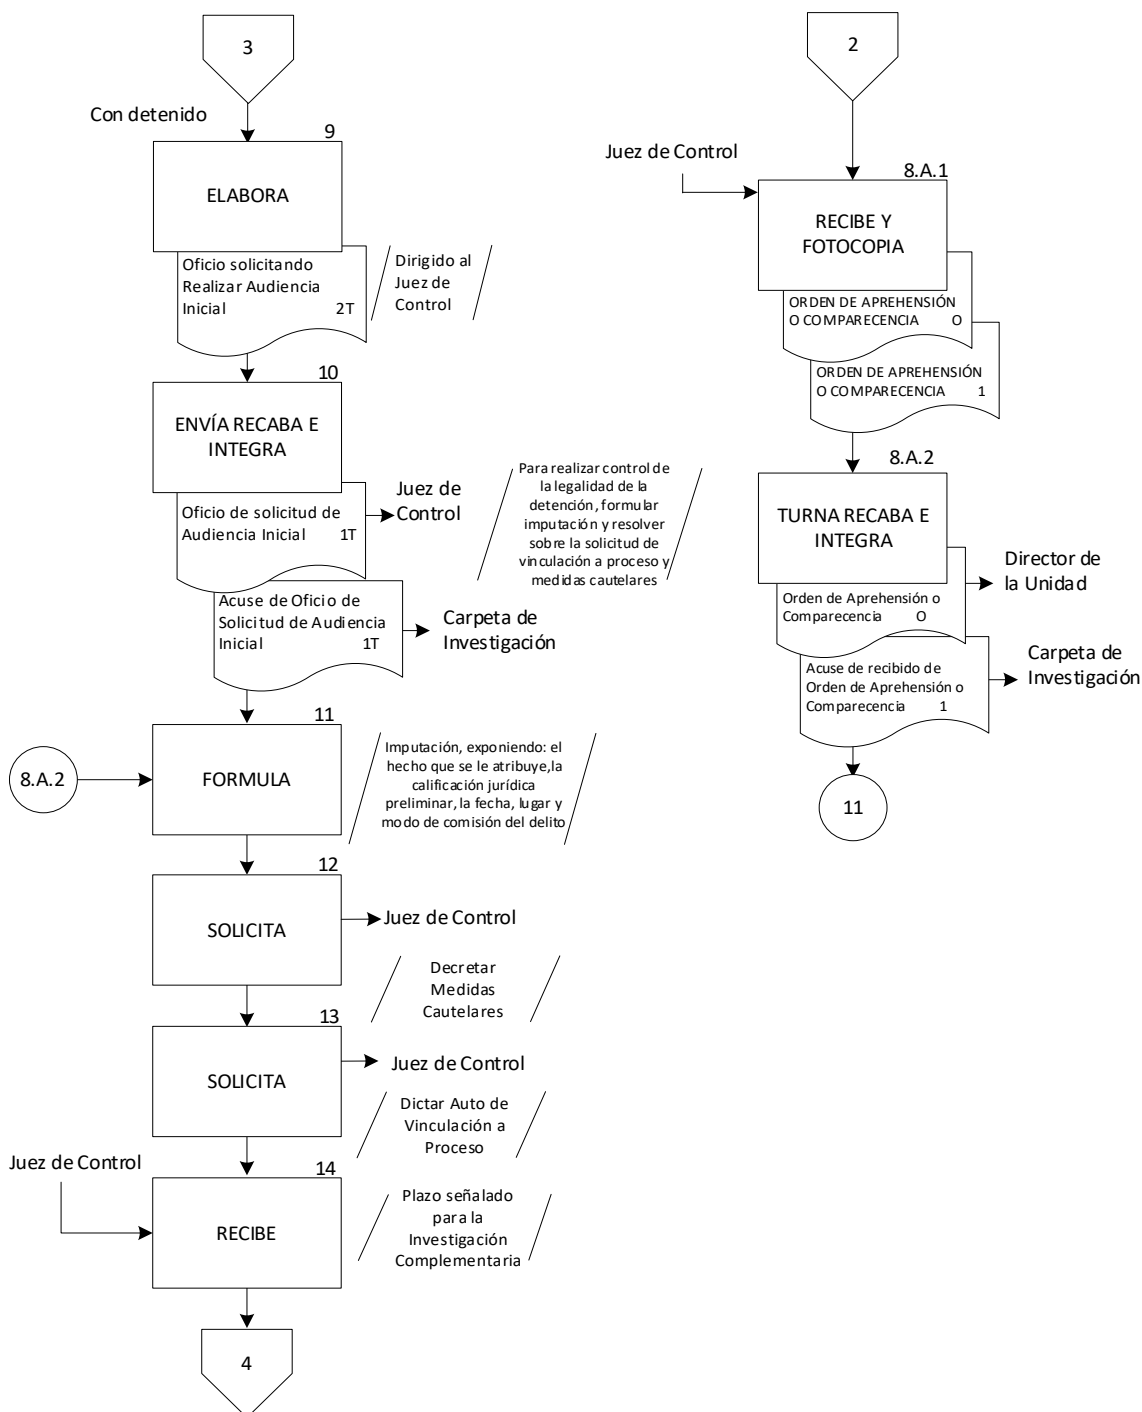 3
Con detenido
9
ELABORA
Oficio solicitando
Realizar Audiencia
Inicial 2T
Dirigido al
Juez de
Control
10
ENVÍA RECABA E
INTEGRA
Oficio de solicitud de
Audiencia Inicial 1T
Juez de
Control
Para realizar control de
la legalidad de la
detención, formular
imputación y resolver
sobre la solicitud de
vinculación a proceso y
medidas cautelares
Acuse de Oficio de
Solicitud de Audiencia
Inicial 1T
Carpeta de
Investigación
11
8.A.2
FORMULA
Imputación, exponiendo: el
hecho que se le atribuye,la
calificación jurídica
preliminar, la fecha, lugar y
modo de comisión del delito
12
SOLICITA
Juez de Control
Decretar
Medidas
Cautelares
13
SOLICITA
Juez de Control
Dictar Auto de
Vinculación a
Proceso
Juez de Control
14
RECIBE
Plazo señalado
para la
Investigación
Complementaria
4
2
Juez de Control
8.A.1
RECIBE Y
FOTOCOPIA
ORDEN DE APREHENSIÓN
O COMPARECENCIA O
ORDEN DE APREHENSIÓN
O COMPARECENCIA 1
8.A.2
TURNA RECABA E
INTEGRA
Orden de Aprehensión o
Comparecencia O
Director de
la Unidad
Acuse de recibido de
Orden de Aprehensión o
Comparecencia 1
Carpeta de
Investigación
11